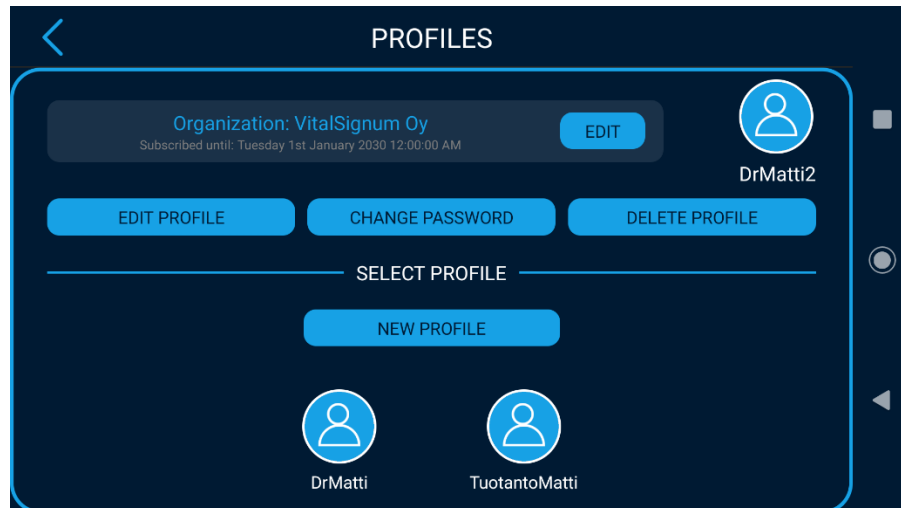 PROFILES
Organization: VitalSignum Oy
Subscribed until: Tuesday 1st January 2030 12:00:00 AM
EDIT
DrMatti2
EDIT PROFILE
CHANGE PASSWORD
DELETE PROFILE
SELECT PROFILE
NEW PROFILE
DrMatti
TuotantoMatti